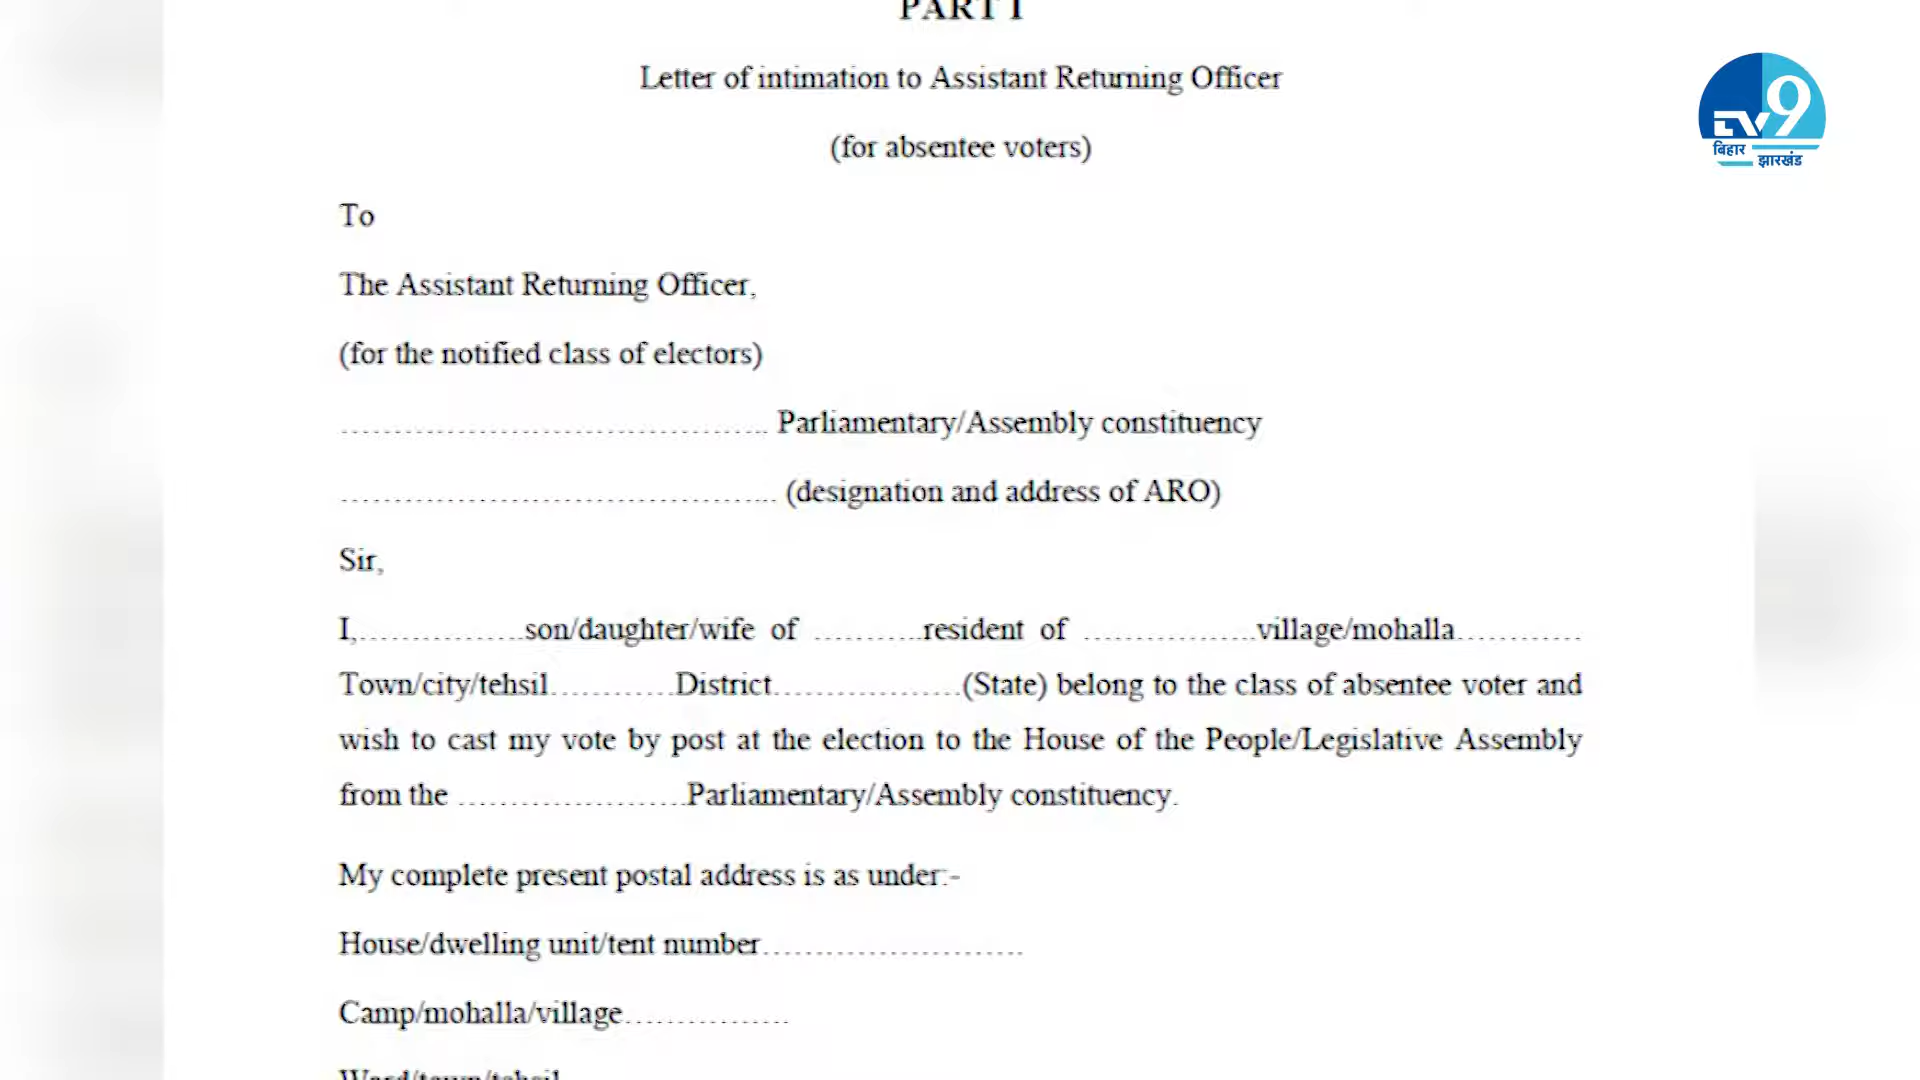 PART I
Letter of intimation to Assistant Returning Officer
(for absentee voters)
TV9
बिहार
झारखंड
To
The Assistant Returning Officer,
(for the notified class of electors)
........................................ Parliamentary/Assembly constituency
......................................... (designation and address of ARO)
Sir,
I,................son/daughter/wife of ...........resident of .................village/mohalla............
Town/city/tehsil............District..................(State) belong to the class of absentee voter and
wish to cast my vote by post at the election to the House of the People/Legislative Assembly
from the ......................Parliamentary/Assembly constituency.
My complete present postal address is as under:-
House/dwelling unit/tent number.........................
Camp/mohalla/village................
Ward/town/tehsil